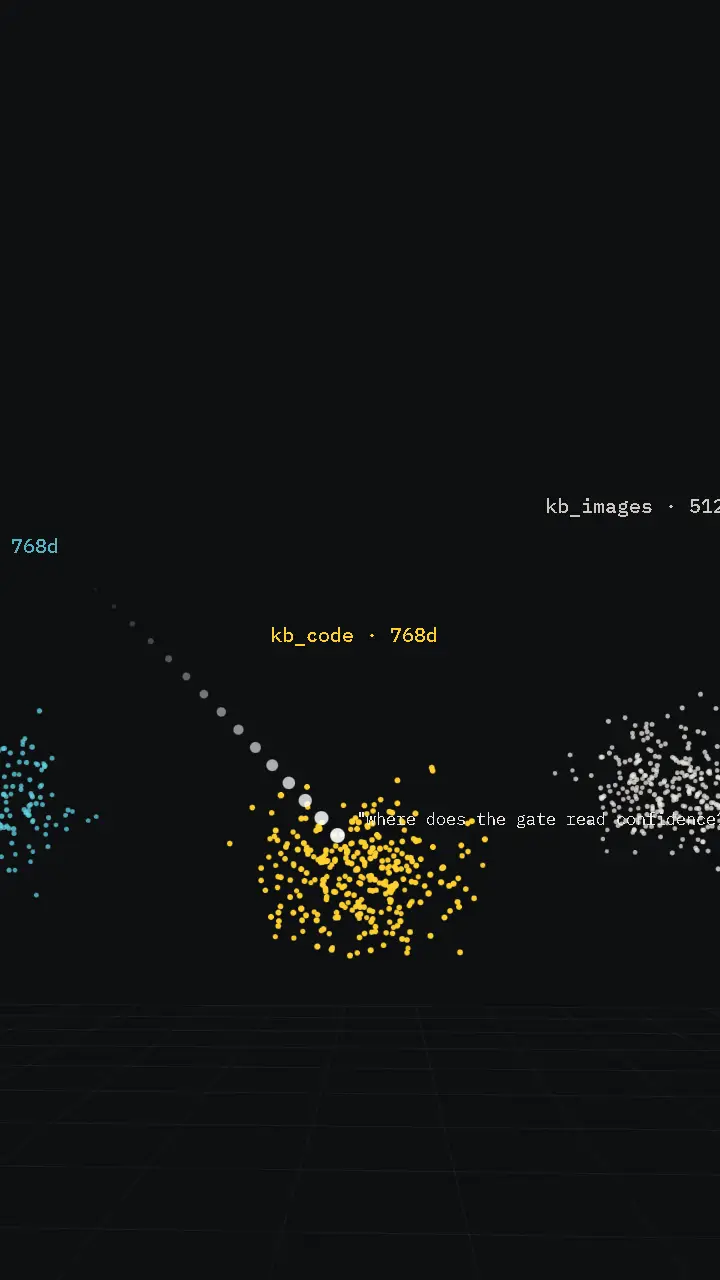 kb_images · 512
768d
kb_code · 768d
"Where does the gate read confidence?